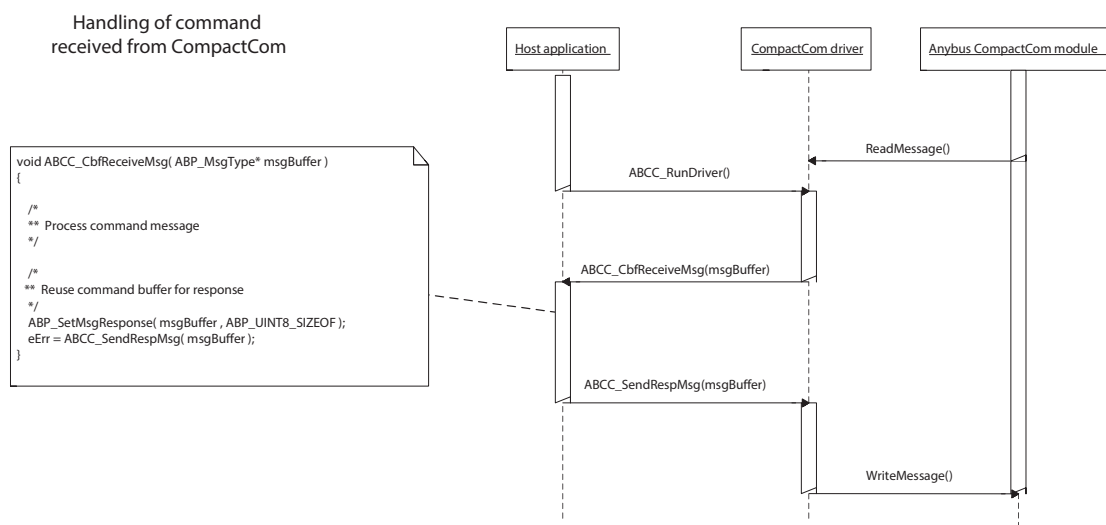 Handling of command
received from CompactCom
Host application
CompactCom driver
Anybus CompactCom module
void ABCC_CbfReceiveMsg( ABP_MsgType* msgBuffer )
{
/*
** Process command message
*/
/*
** Reuse command buffer for response
*/
ABP_SetMsgResponse( msgBuffer , ABP_UINT8_SIZEOF );
eErr = ABCC_SendRespMsg( msgBuffer );
}
ReadMessage()
ABCC_RunDriver()
ABCC_CbfReceiveMsg(msgBuffer)
ABCC_SendRespMsg(msgBuffer)
WriteMessage()